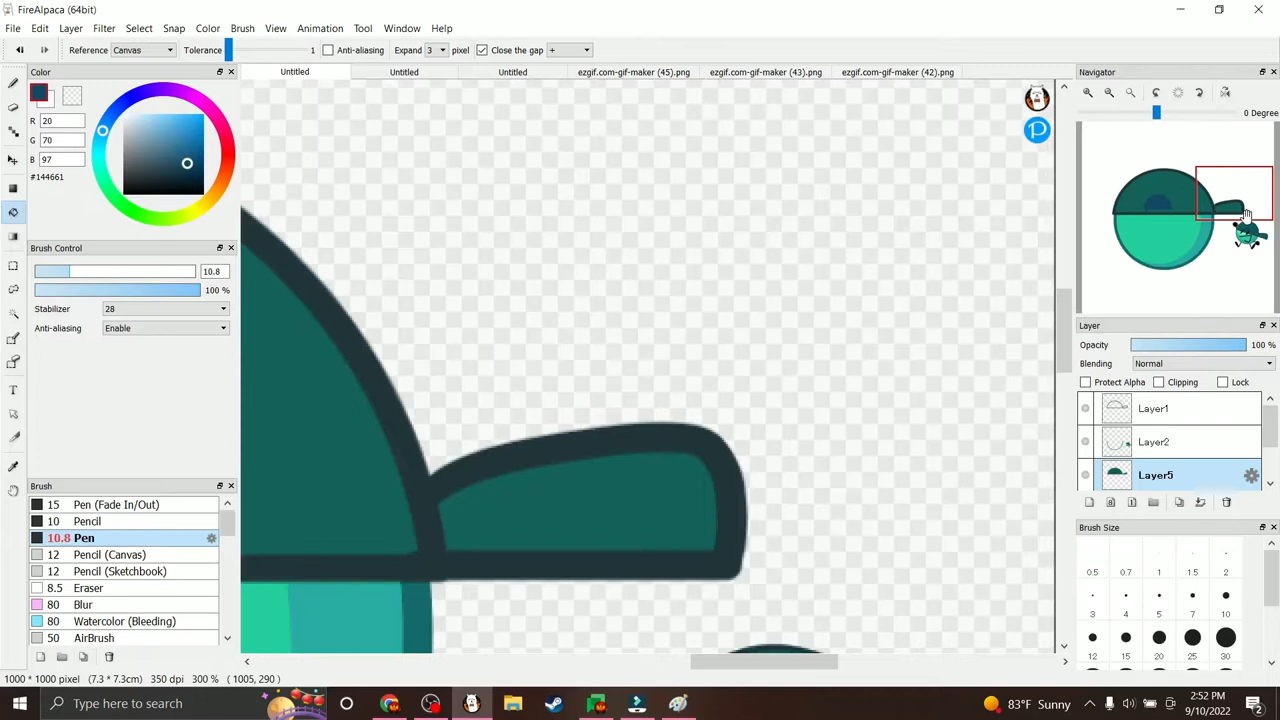 FireAlpaca (64bit)
File Edit Layer Filter Select Snap Color Brush View Animation Tool Window Help
Reference Canvas Tolerance 1 Anti-aliasing Expand 3 pixel Close the gap +
Color
Untitled Untitled Untitled ezgif.com-gif-maker (45).png ezgif.com-gif-maker (43).png ezgif.com-gif-maker (42).png
Navigator
R 20
G 70
B 97
#144661
0 Degree
Brush Control
10.8
100 %
Stabilizer 28
Anti-aliasing Enable
Layer
Opacity 100 %
Blending Normal
Protect Alpha Clipping Lock
Layer1
Layer2
Layer5
Brush
15 Pen (Fade In/Out)
10 Pencil
10.8 Pen
12 Pencil (Canvas)
12 Pencil (Sketchbook)
8.5 Eraser
80 Blur
80 Watercolor (Bleeding)
50 AirBrush
Brush Size
0.5 0.7 1 1.5 2
3 4 5 7 10
12 15 20 25 30
1000 * 1000 pixel (7.3 * 7.3cm) 350 dpi 300 % ( 1005, 290 )
Type here to search
83°F Sunny
2:52 PM
9/10/2022